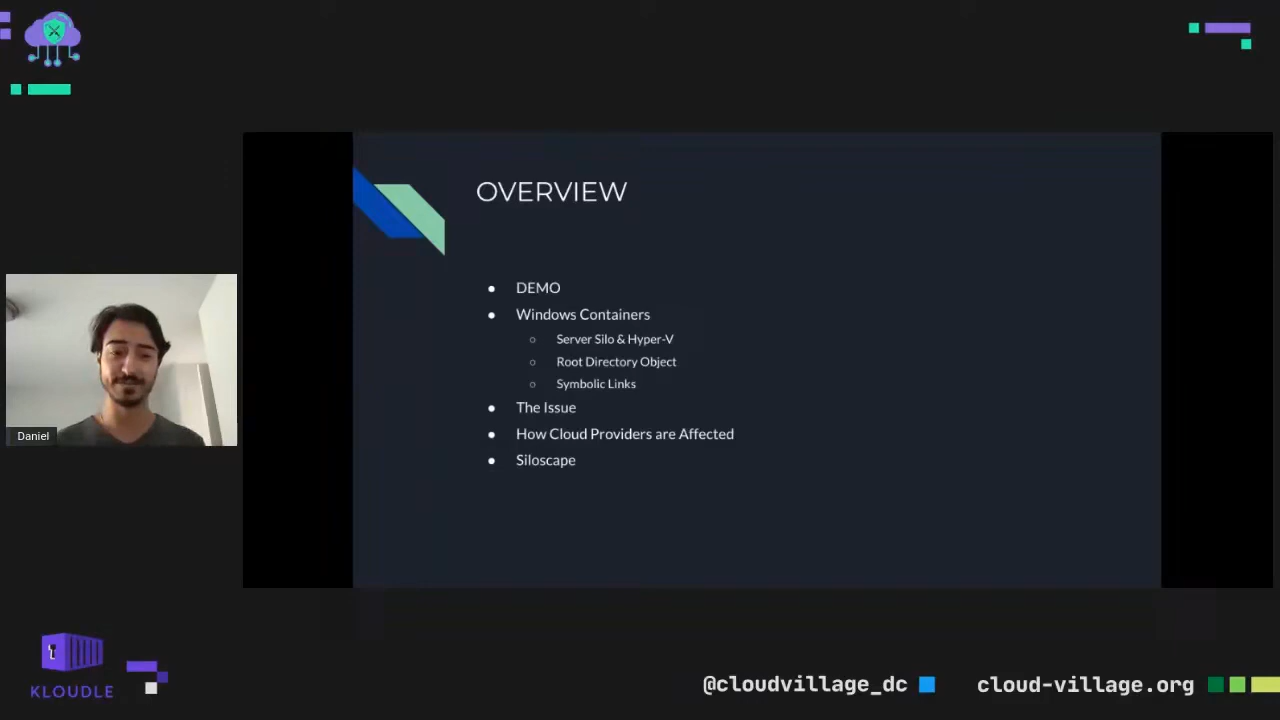 OVERVIEW
DEMO
Windows Containers
Server Silo & Hyper-V
Root Directory Object
Symbolic Links
The Issue
How Cloud Providers are Affected
Siloscape
Daniel
KLOUDLE
@cloudvillage_dc
cloud-village.org